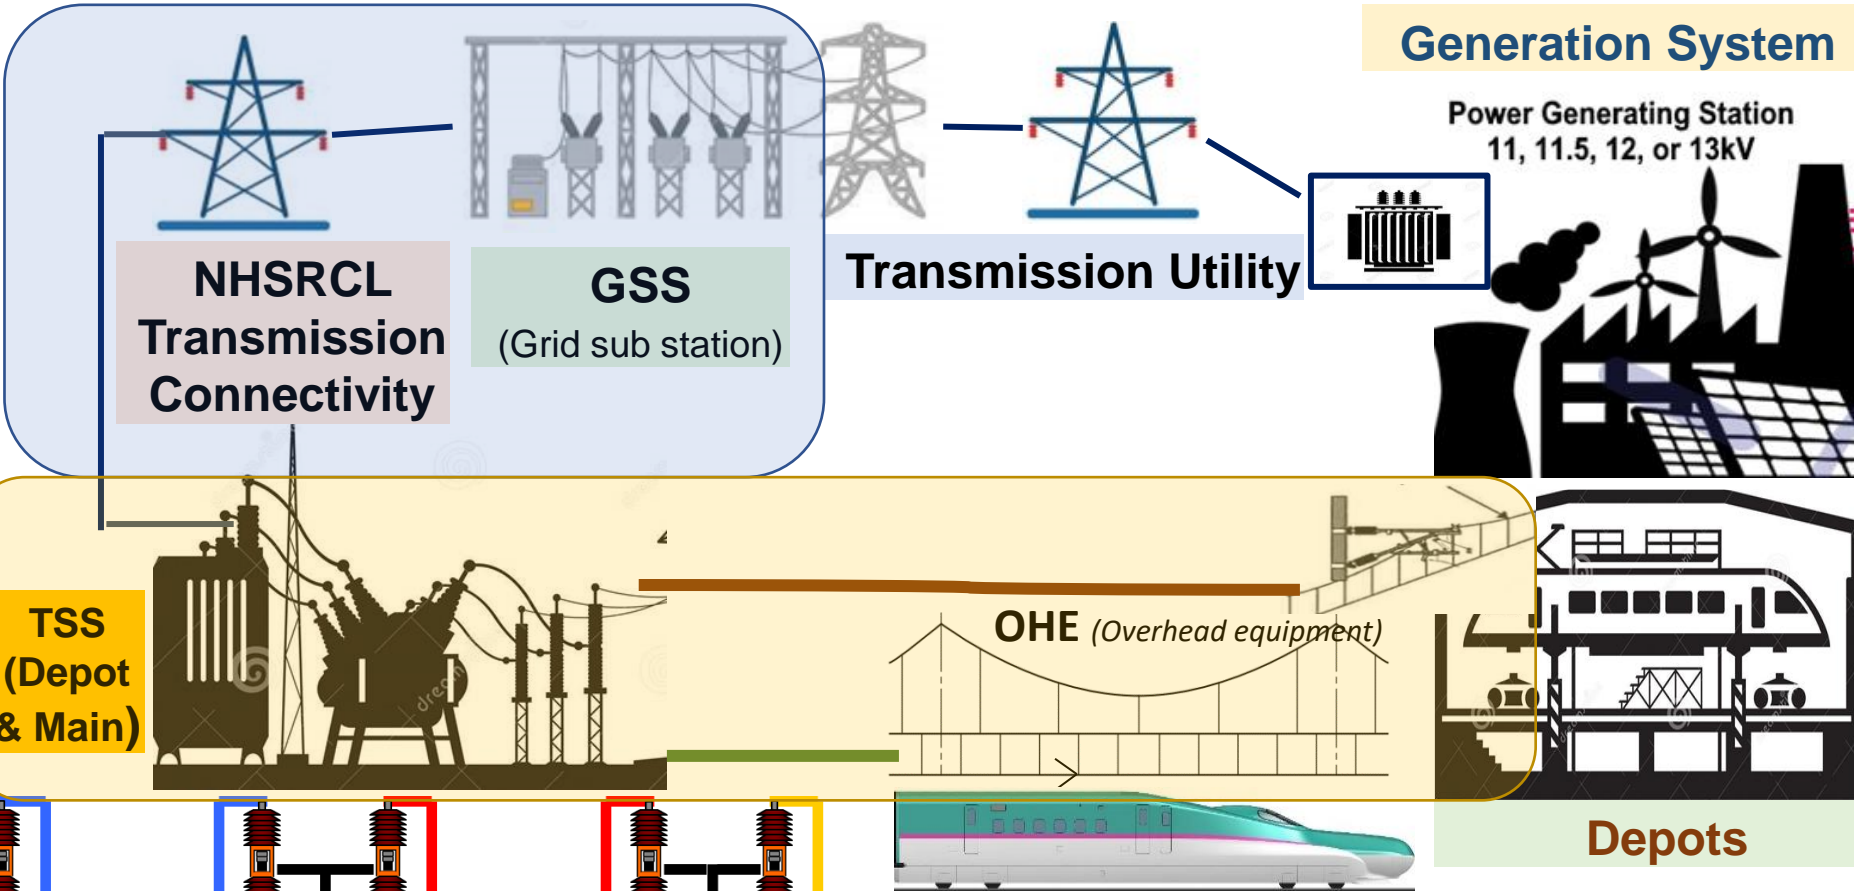 Generation System
Power Generating Station
11, 11.5, 12, or 13kV
NHSRCL
Transmission
Connectivity
GSS
(Grid sub station)
Transmission Utility
TSS
(Depot
& Main)
OHE (Overhead equipment)
Depots